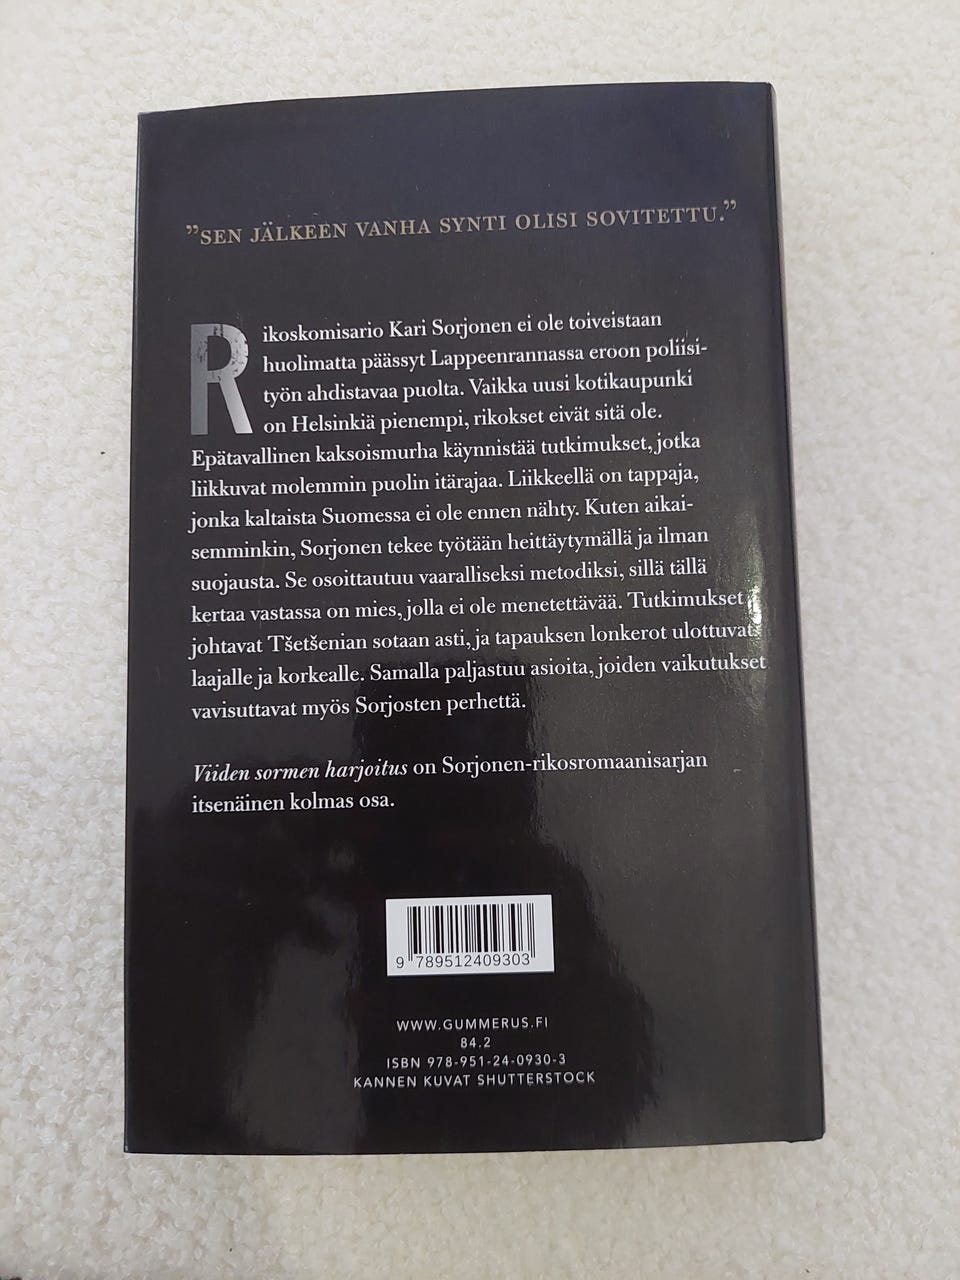 ”SEN JÄLKEEN VANHA SYNTI OLISI SOVITETTU.”
Rikoskomisario Kari Sorjonen ei ole toiveistaan
huolimatta päässyt Lappeenrannassa eroon poliisi-
työn ahdistavaa puolta. Vaikka uusi kotikaupunki
on Helsinkiä pienempi, rikokset eivät sitä ole.
Epätavallinen kaksoismurha käynnistää tutkimukset, jotka
liikkuvat molemmin puolin itärajaa. Liikkeellä on tappaja,
jonka kaltaista Suomessa ei ole ennen nähty. Kuten aikai-
semminkin, Sorjonen tekee työtään heittäytymällä ja ilman
suojausta. Se osoittautuu vaaralliseksi metodiksi, sillä tällä
kertaa vastassa on mies, jolla ei ole menetettävää. Tutkimukset
johtavat Tšetšenian sotaan asti, ja tapauksen lonkerot ulottuvat
laajalle ja korkealle. Samalla paljastuu asioita, joiden vaikutukset
vavisuttavat myös Sorjosten perhettä.
Viiden sormen harjoitus on Sorjonen-rikosromaanisarjan
itsenäinen kolmas osa.
9 789512 409303
WWW.GUMMERUS.FI
84.2
ISBN 978-951-24-0930-3
KANNEN KUVAT SHUTTERSTOCK